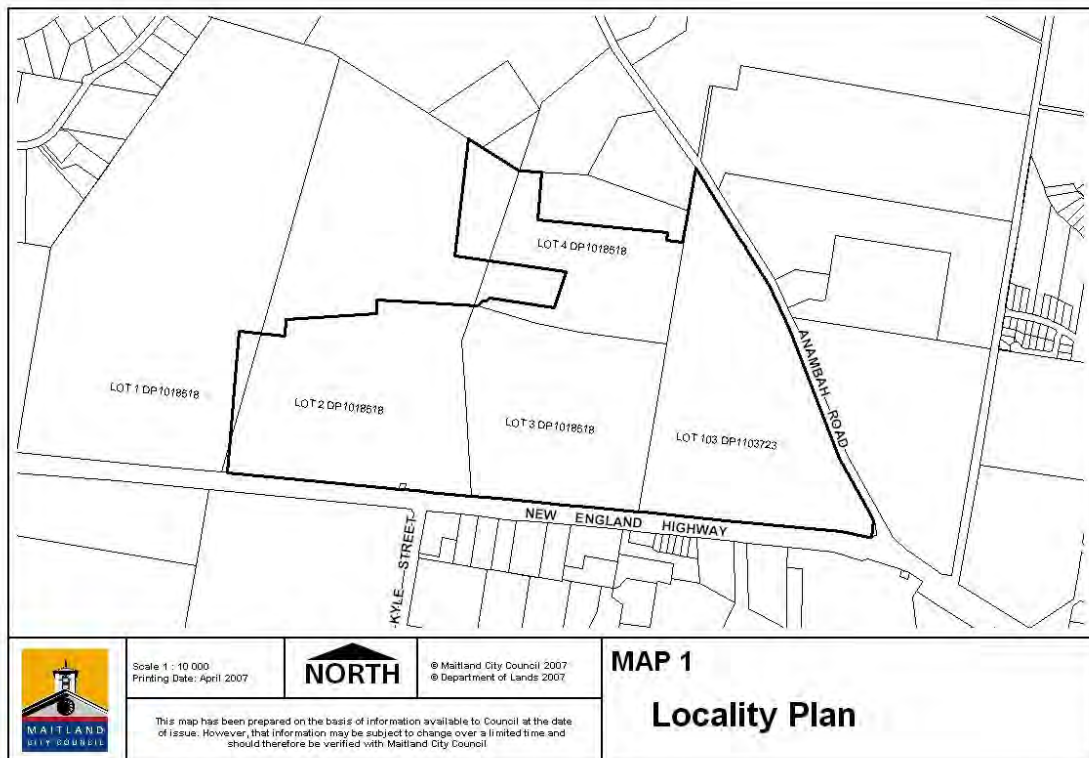 LOT 4 DP1018518
LOT 1 DP1018518
LOT 2 DP1018518
LOT 3 DP1018518
LOT 103 DP1103723
ANAMBAH ROAD
NEW ENGLAND HIGHWAY
KYLE STREET
MAITLAND
CITY COUNCIL
Scale 1 : 10 000
Printing Date: April 2007
NORTH
© Maitland City Council 2007
© Department of Lands 2007
This map has been prepared on the basis of information available to Council at the date
of issue. However, that information may be subject to change over a limited time and
should therefore be verified with Maitland City Council
MAP 1
Locality Plan